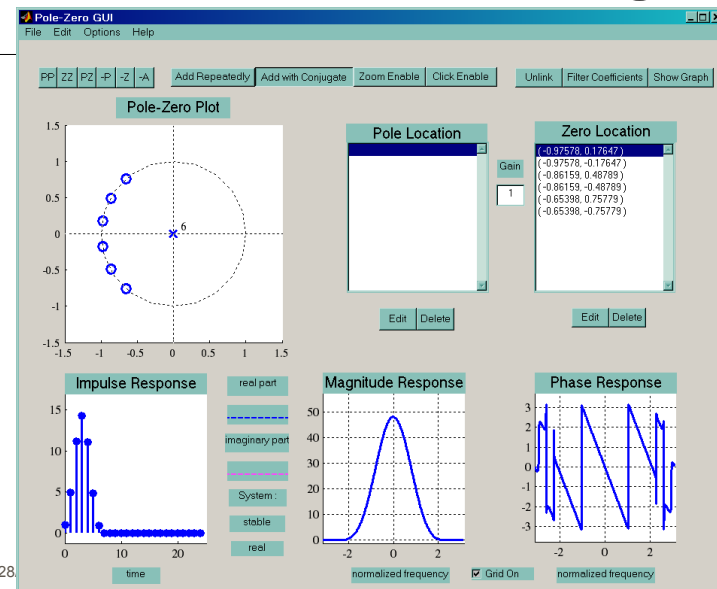 Pole-Zero GUI
File Edit Options Help
PP ZZ PZ -P -Z -A Add Repeatedly Add with Conjugate Zoom Enable Click Enable Unlink Filter Coefficients Show Graph
Pole-Zero Plot
1.5
1
0.5
0
-0.5
-1
-1.5 -1 -0.5 0 0.5 1 1.5
6
Pole Location
Edit Delete
Gain
1
Zero Location
(-0.97578, 0.17647)
(-0.97578, -0.17647)
(-0.86159, 0.48789)
(-0.86159, -0.48789)
(-0.65398, 0.75779)
(-0.65398, -0.75779)
Edit Delete
Impulse Response
15
10
5
0
0 10 20
time
real part
imaginary part
System :
stable
real
Magnitude Response
50
40
30
20
10
0
-2 0 2
normalized frequency
Grid On
Phase Response
3
2
1
0
-1
-2
-3
-2 0 2
normalized frequency
28